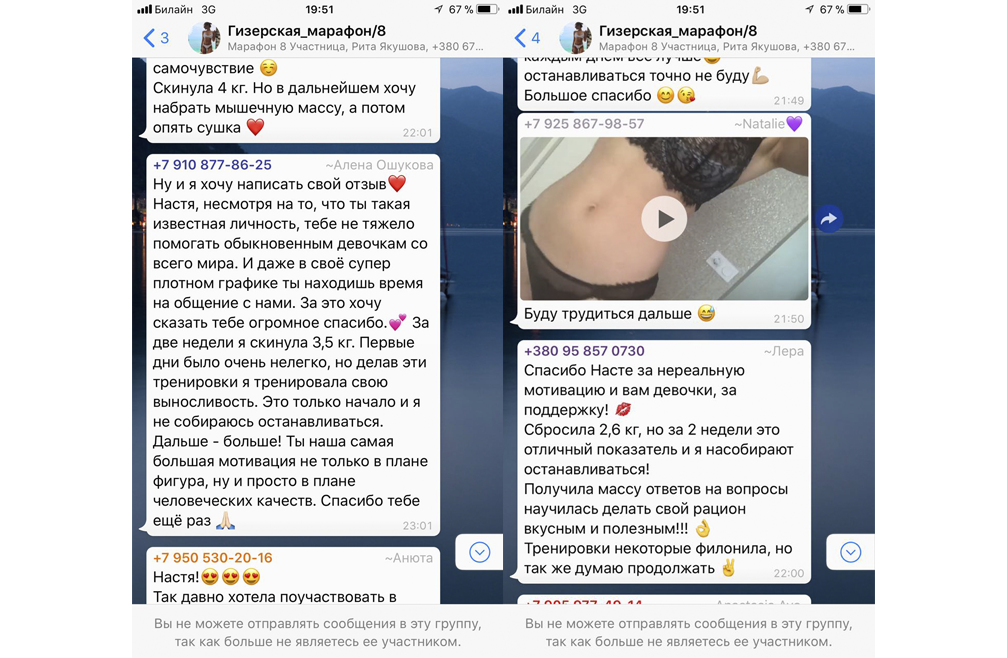 Билайн 3G 19:51 67 %
3
Гизерская_марафон/8
Марафон 8 Участница, Рита Якушова, +380 67...
самочувствие ☺️
Скинула 4 кг. Но в дальнейшем хочу
набрать мышечную массу, а потом
опять сушка ❤️
22:01
+7 910 877-86-25 ~Алена Ошукова
Ну и я хочу написать свой отзыв❤️
Настя, несмотря на то, что ты такая
известная личность, тебе не тяжело
помогать обыкновенным девочкам со
всего мира. И даже в своё супер
плотном графике ты находишь время
на общение с нами. За это хочу
сказать тебе огромное спасибо.💕 За
две недели я скинула 3,5 кг. Первые
дни было очень нелегко, но делав эти
тренировки я тренировала свою
выносливость. Это только начало и я
не собираюсь останавливаться.
Дальше - больше! Ты наша самая
большая мотивация не только в плане
фигура, ну и просто в плане
человеческих качеств. Спасибо тебе
ещё раз 🙏🏻
23:01
+7 950 530-20-16 ~Анюта
Настя!😍😍😍
Так давно хотела поучаствовать в
Вы не можете отправлять сообщения в эту группу,
так как больше не являетесь ее участником.
Билайн 3G 19:51 67 %
4
Гизерская_марафон/8
Марафон 8 Участница, Рита Якушова, +380 67...
каждым днем все лучше😅
останавливаться точно не буду💪🏼
Большое спасибо 😊😘
21:49
+7 925 867-98-57 ~Natalie💜
Буду трудиться дальше 😅
21:50
+380 95 857 0730 ~Лера
Спасибо Насте за нереальную
мотивацию и вам девочки, за
поддержку! 💋
Сбросила 2,6 кг, но за 2 недели это
отличный показатель и я насобирают
останавливаться!
Получила массу ответов на вопросы
научилась делать свой рацион
вкусным и полезным!!! 👌
Тренировки некоторые филонила, но
так же думаю продолжать ✌️
22:00
Вы не можете отправлять сообщения в эту группу,
так как больше не являетесь ее участником.